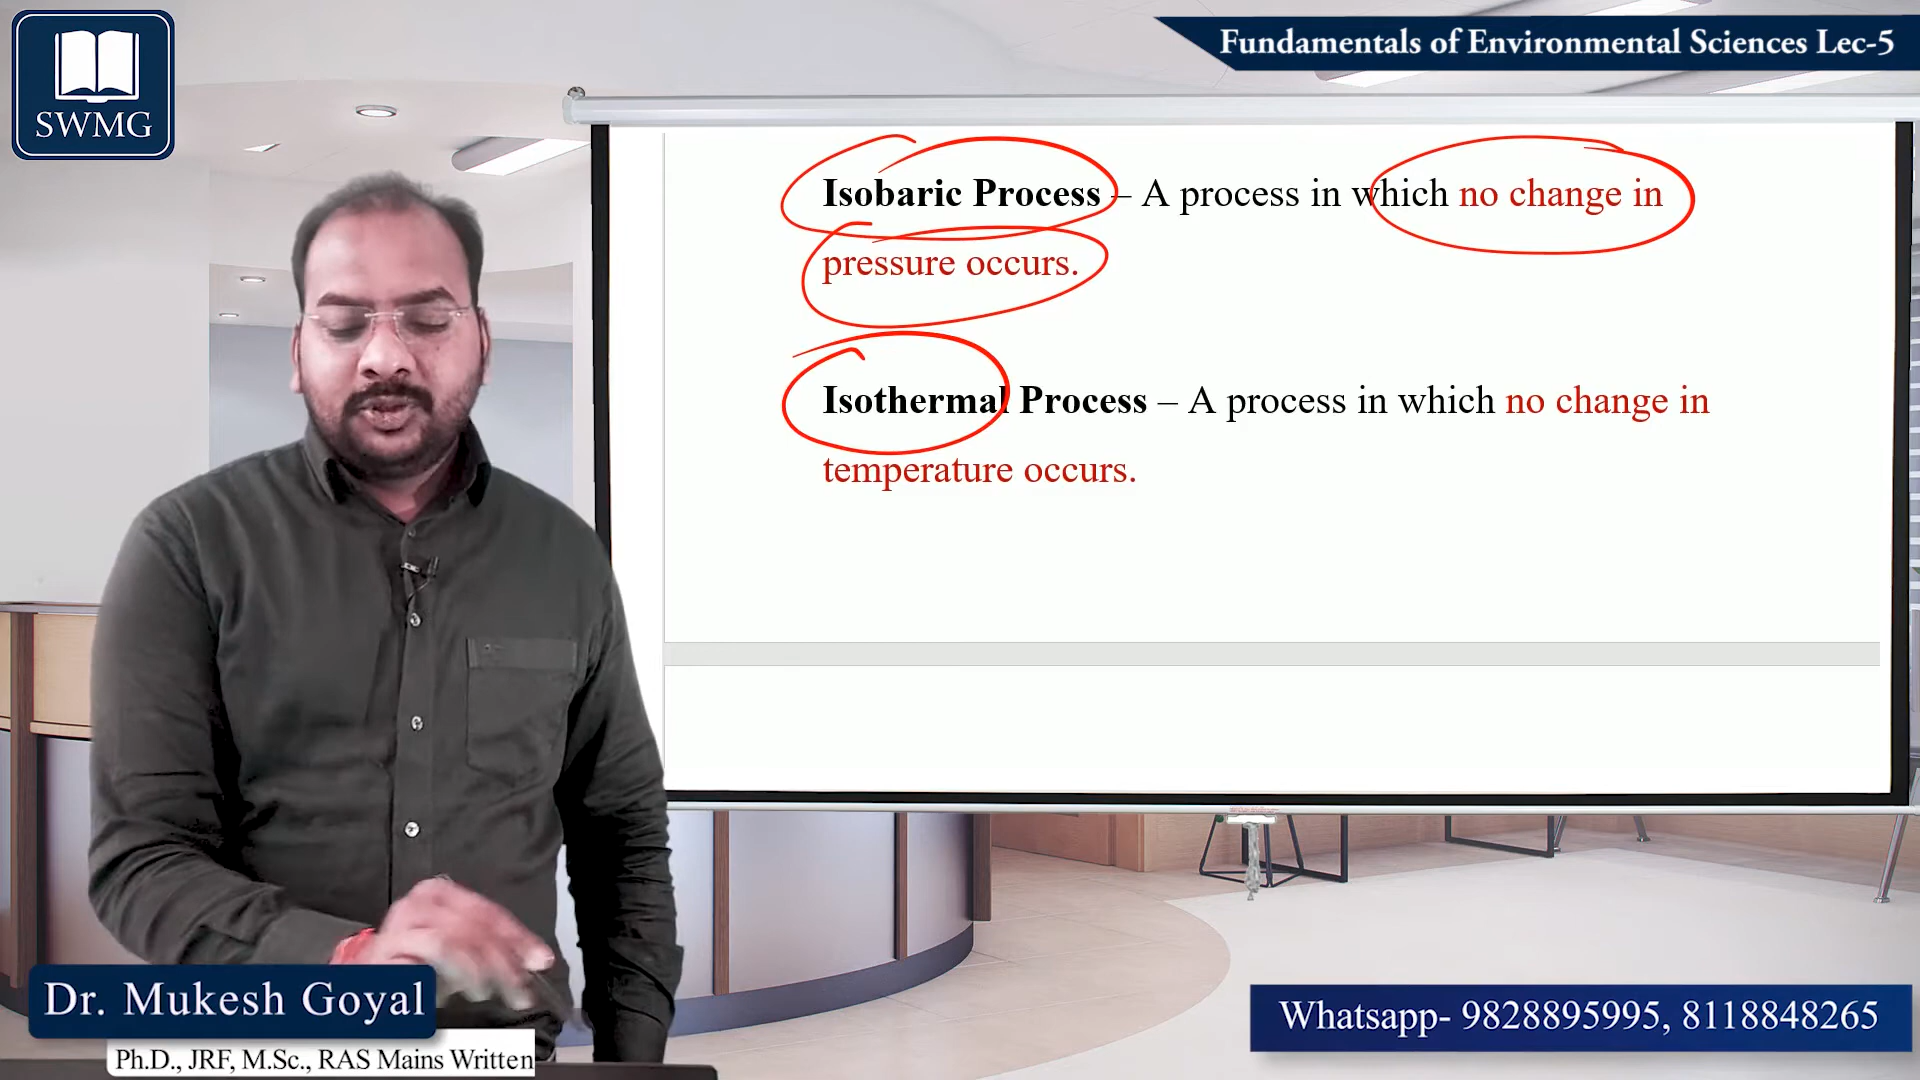 SWMG
Fundamentals of Environmental Sciences Lec-5
Isobaric Process – A process in which no change in
pressure occurs.
Isothermal Process – A process in which no change in
temperature occurs.
Dr. Mukesh Goyal
Ph.D., JRF, M.Sc., RAS Mains Written
Whatsapp- 9828895995, 8118848265